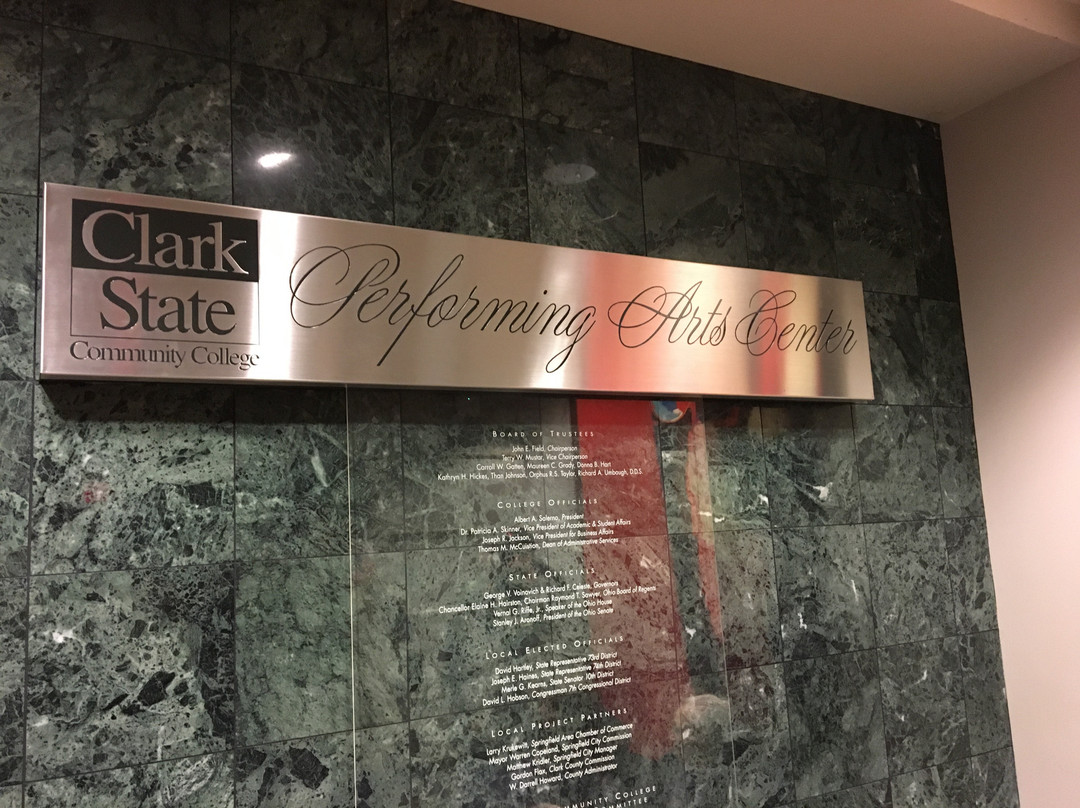 Clark
State
Community College
Performing Arts Center
BOARD OF TRUSTEES
John E. Field, Chairperson
Terry W. Mustar, Vice Chairperson
Carroll W. Gatten, Maureen C. Grady, Donna B. Hart
Kathryn H. Hickes, Than Johnson, Orphus R.S. Taylor, Richard A. Umbaugh, D.D.S.
COLLEGE OFFICIALS
Albert A. Salerno, President
Dr. Patricia A. Skinner, Vice President of Academic & Student Affairs
Joseph R. Jackson, Vice President for Business Affairs
Thomas M. McCuistion, Dean of Administrative Services
STATE OFFICIALS
George V. Voinovich & Richard F. Celeste, Governors
Chancellor Elaine H. Hairston, Chairman Raymond T. Sawyer, Ohio Board of Regents
Vernal G. Riffe, Jr., Speaker of the Ohio House
Stanley J. Aronoff, President of the Ohio Senate
LOCAL ELECTED OFFICIALS
David Hartley, State Representative 73rd District
Joseph E. Haines, State Representative 74th District
Merle G. Kearns, State Senator 10th District
David L. Hobson, Congressman 7th Congressional District
LOCAL PROJECT PARTNERS
Larry Krukewitt, Springfield Area Chamber of Commerce
Mayor Warren Copeland, Springfield City Commission
Matthew Kridler, Springfield City Manager
Gordon Flax, Clark County Commission
W. Darrell Howard, County Administrator
MMUNITY COLLEGE
COMMITTEE